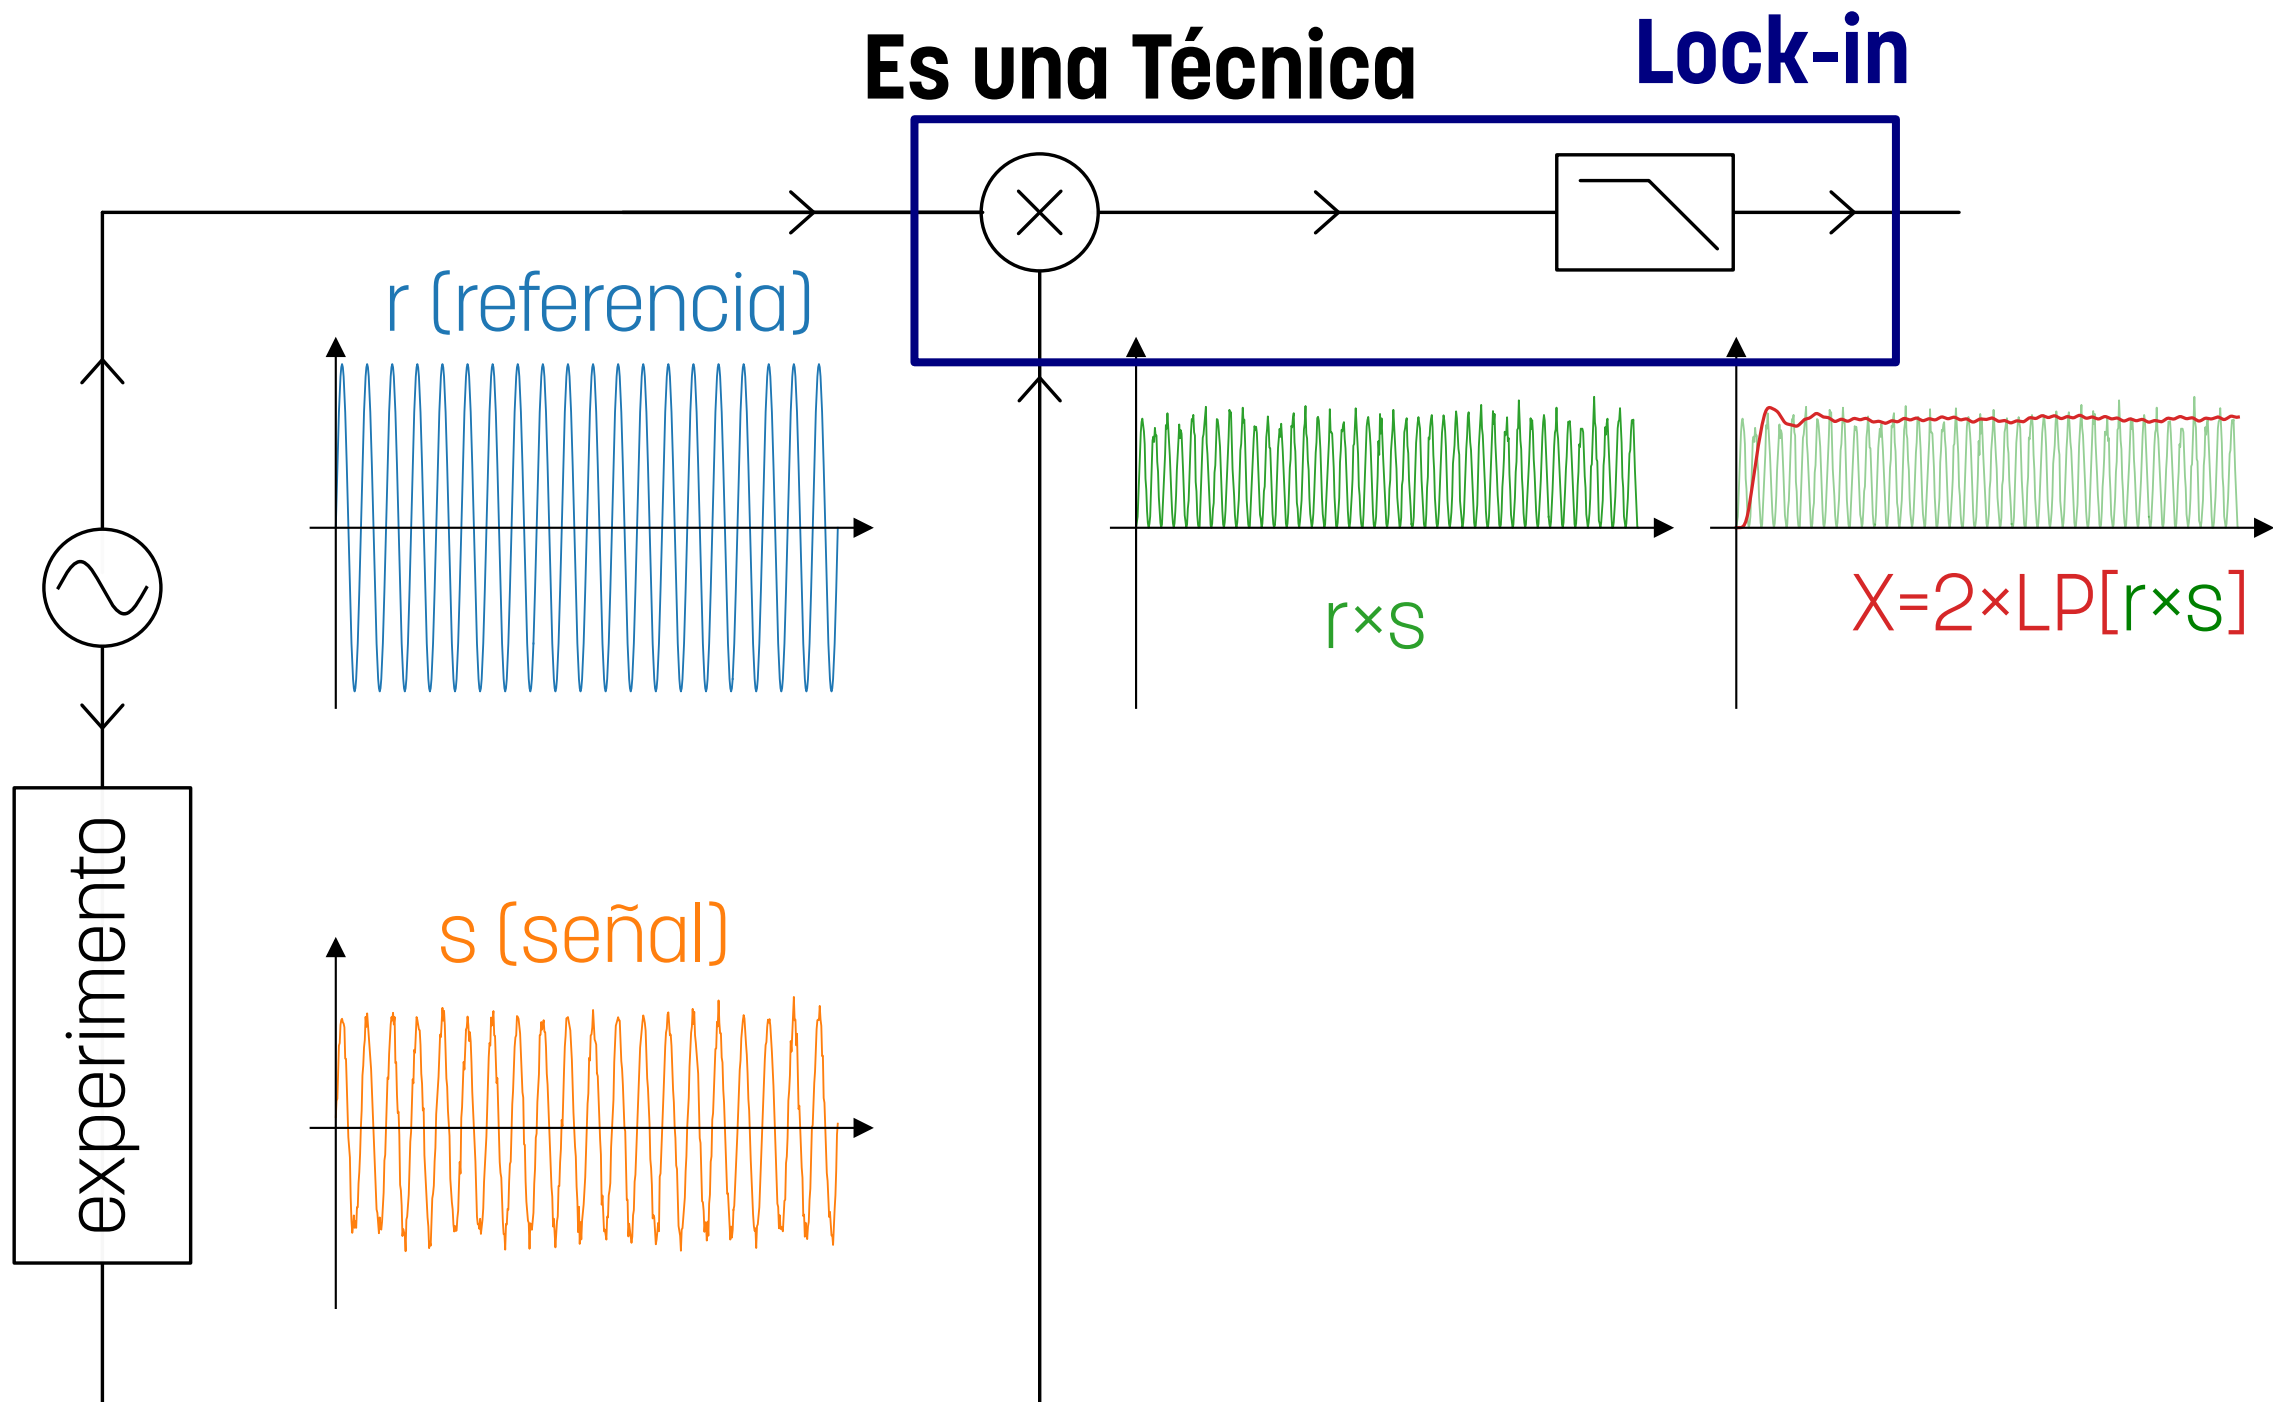 Es una Técnica
Lock-in
r (referencia)
r×s
X=2×LP[r×s]
experimento
s (señal)